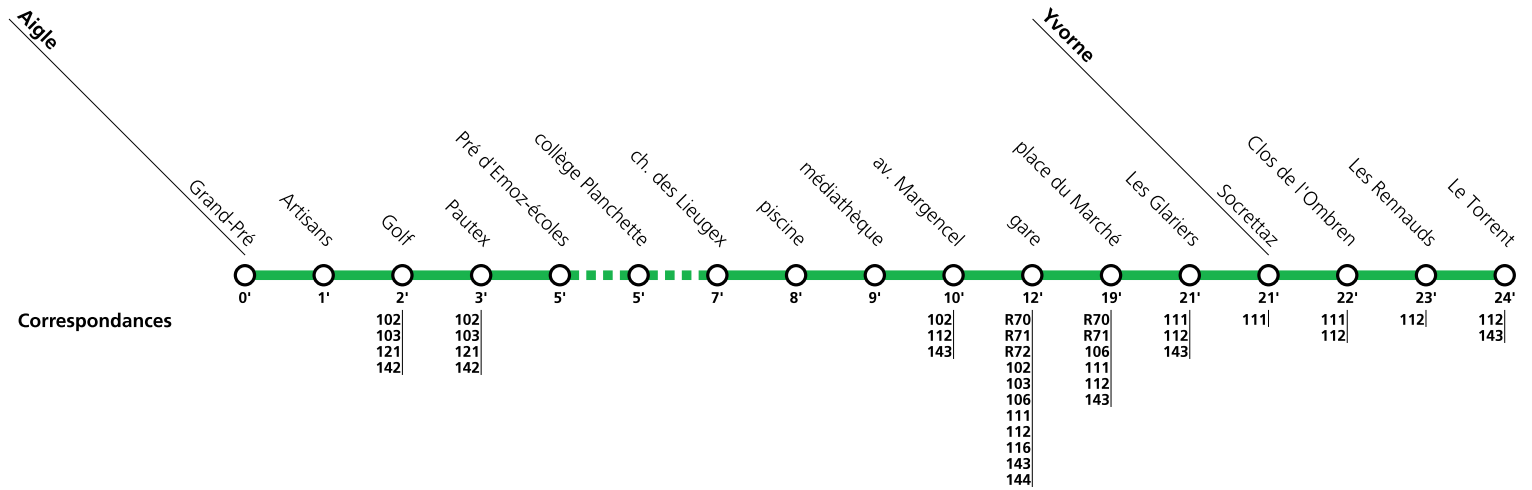 Aigle
Yvorne
Grand-Pré
Artisans
Golf
Pautex
Pré d'Emoz-écoles
collège Planchette
ch. des Lieugex
piscine
médiathèque
av. Margencel
gare
place du Marché
Les Glariers
Socrettaz
Clos de l'Ombren
Les Rennauds
Le Torrent
0' 1' 2' 3' 5' 5' 7' 8' 9' 10' 12' 19' 21' 21' 22' 23' 24'
Correspondances 102 102 102 R70 R70 111 111 111 112 112
103 103 112 R71 R71 112 112 143
121 121 143 R72 106 143
142 142 102 111
103 112
106 143
111
112
116
143
144